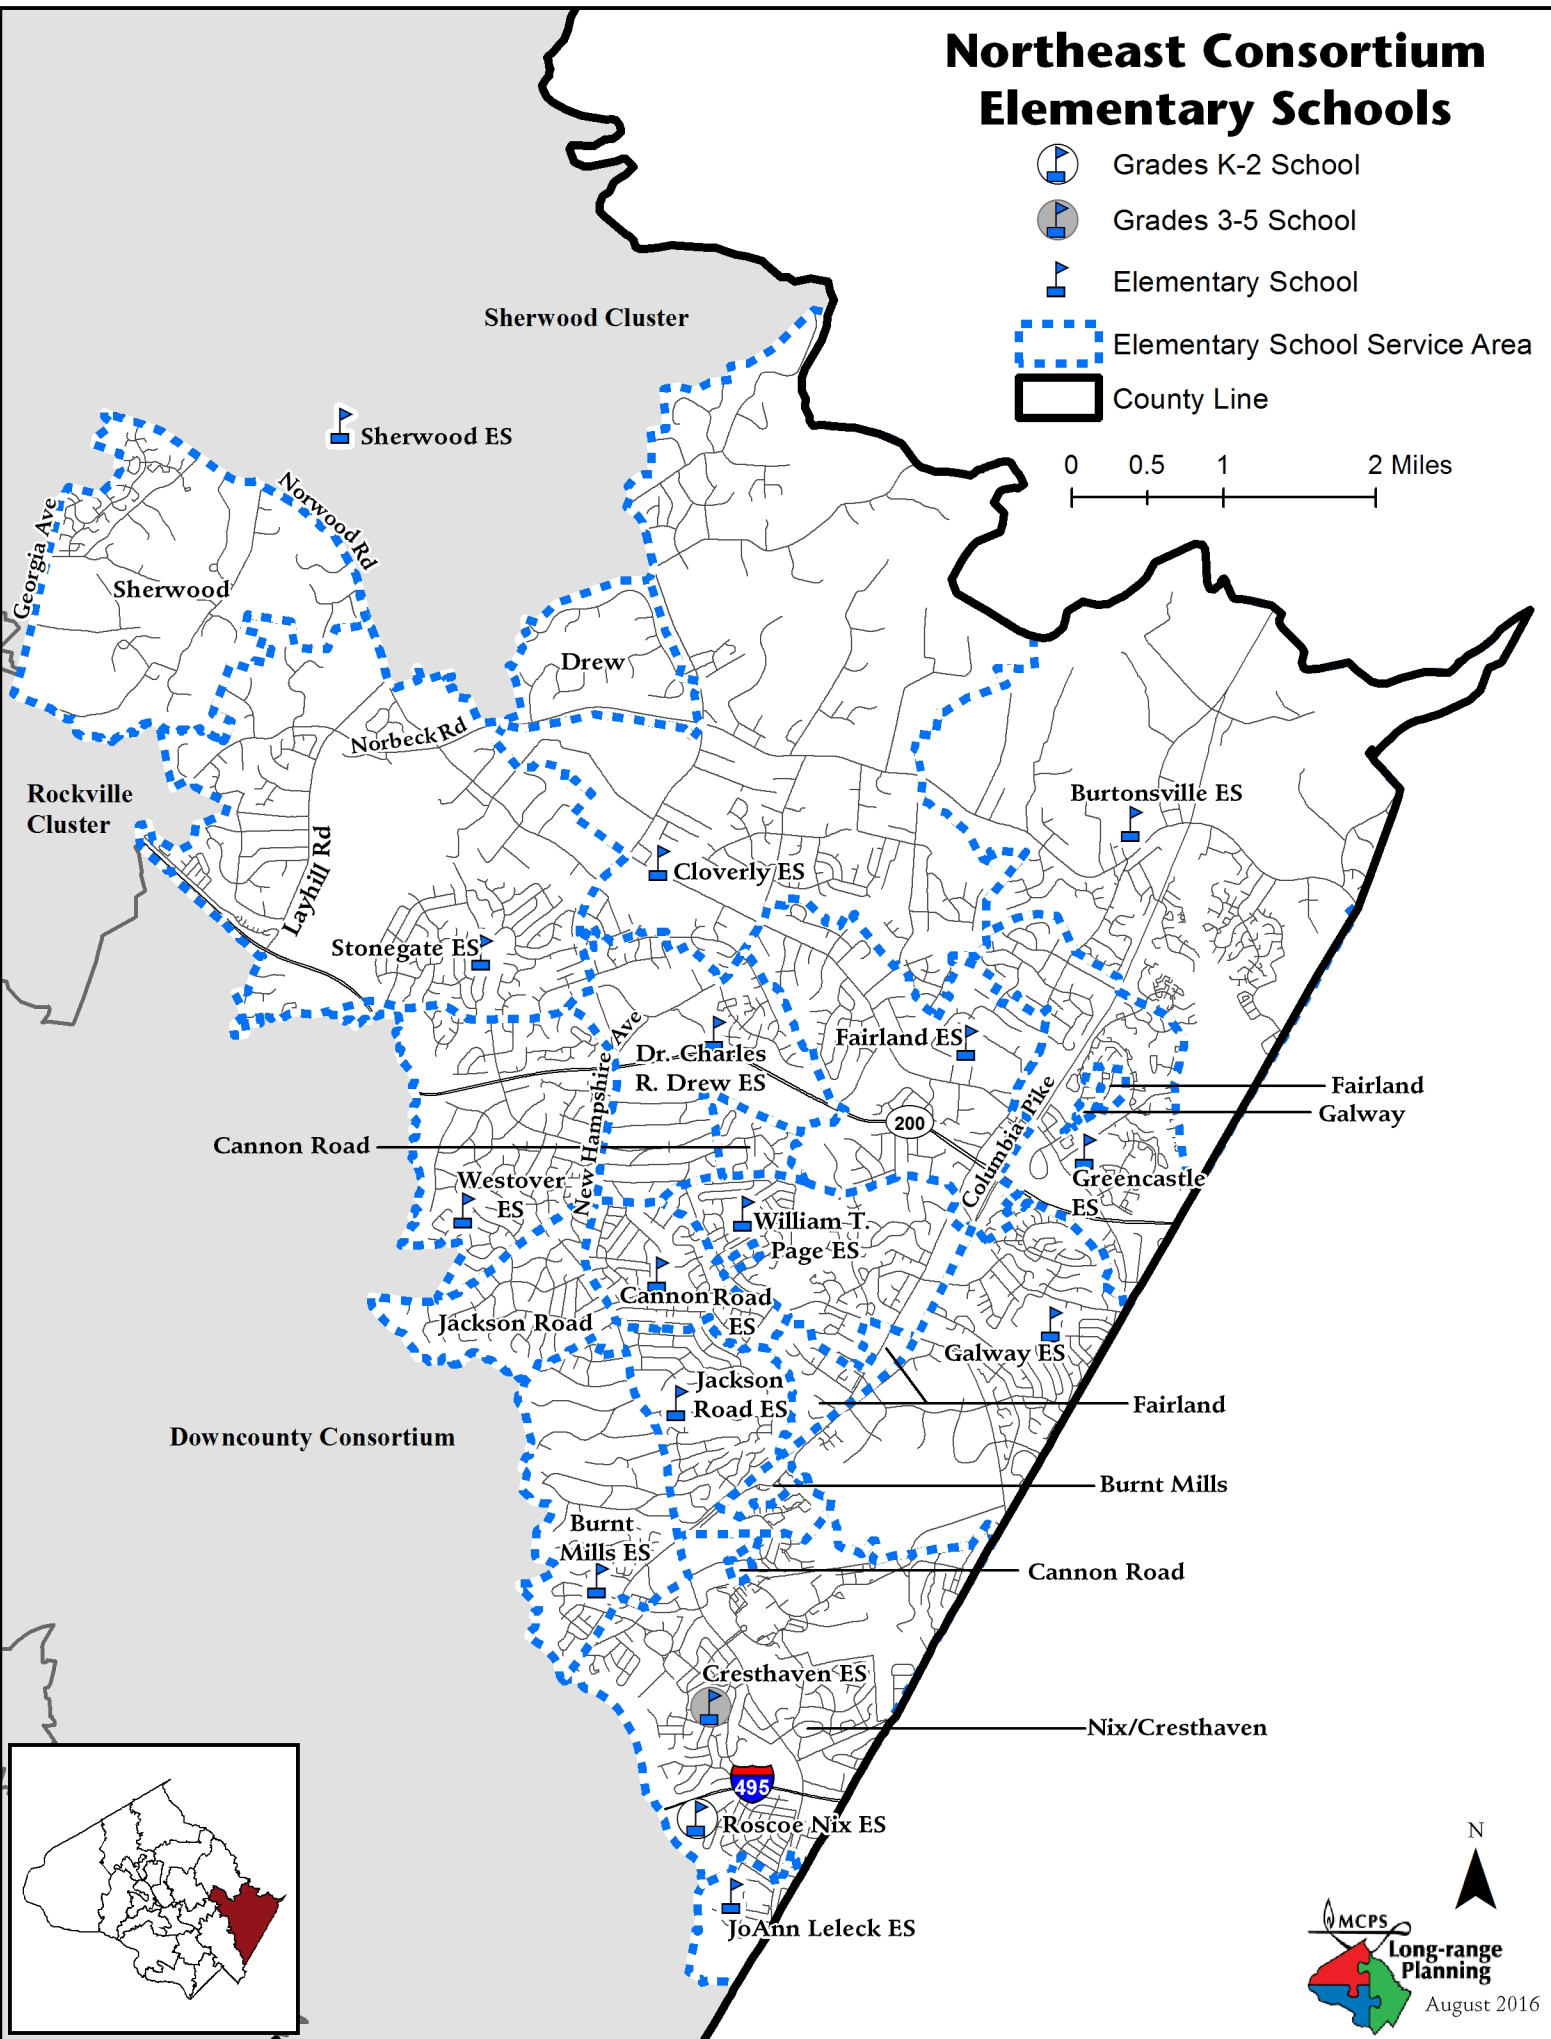 Northeast Consortium
Elementary Schools
Grades K-2 School
Grades 3-5 School
Elementary School
Elementary School Service Area
County Line
0 0.5 1 2 Miles
Sherwood Cluster
Sherwood ES
Norwood Rd
Georgia Ave
Sherwood
Drew
Norbeck Rd
Rockville
Cluster
Burtonsville ES
Layhill Rd
Cloverly ES
Stonegate ES
New Hampshire Ave
Dr. Charles
R. Drew ES
Fairland ES
Columbia Pike
Fairland
Galway
200
Cannon Road
Westover
ES
Greencastle
ES
William T.
Page ES
Cannon Road
ES
Jackson Road
Galway ES
Jackson
Road ES
Fairland
Downcounty Consortium
Burnt Mills
Burnt
Mills ES
Cannon Road
Cresthaven ES
Nix/Cresthaven
495
Roscoe Nix ES
JoAnn Leleck ES
N
MCPS
Long-range
Planning
August 2016